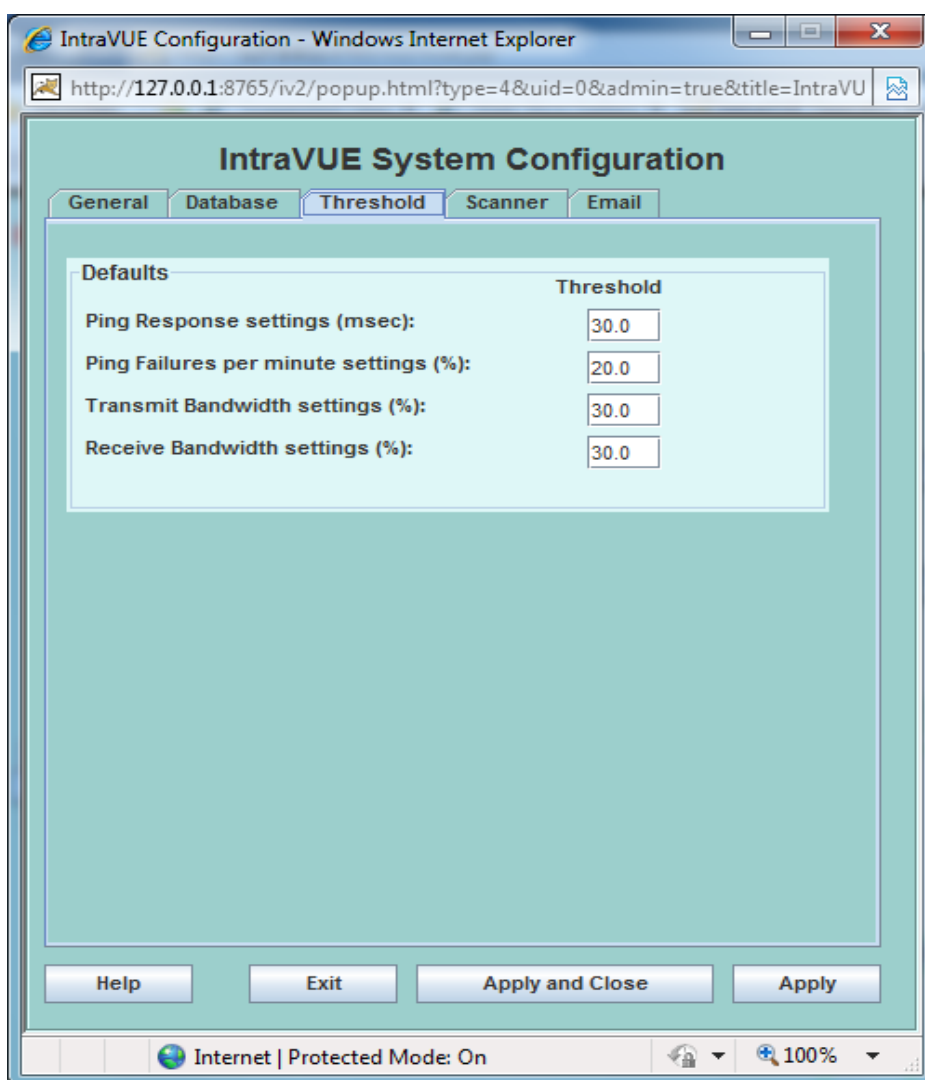 IntraVUE Configuration - Windows Internet Explorer
http://127.0.0.1:8765/iv2/popup.html?type=4&uid=0&admin=true&title=IntraVU
IntraVUE System Configuration
General Database Threshold Scanner Email
Defaults
Threshold
Ping Response settings (msec): 30.0
Ping Failures per minute settings (%): 20.0
Transmit Bandwidth settings (%): 30.0
Receive Bandwidth settings (%): 30.0
Help Exit Apply and Close Apply
Internet | Protected Mode: On 100%